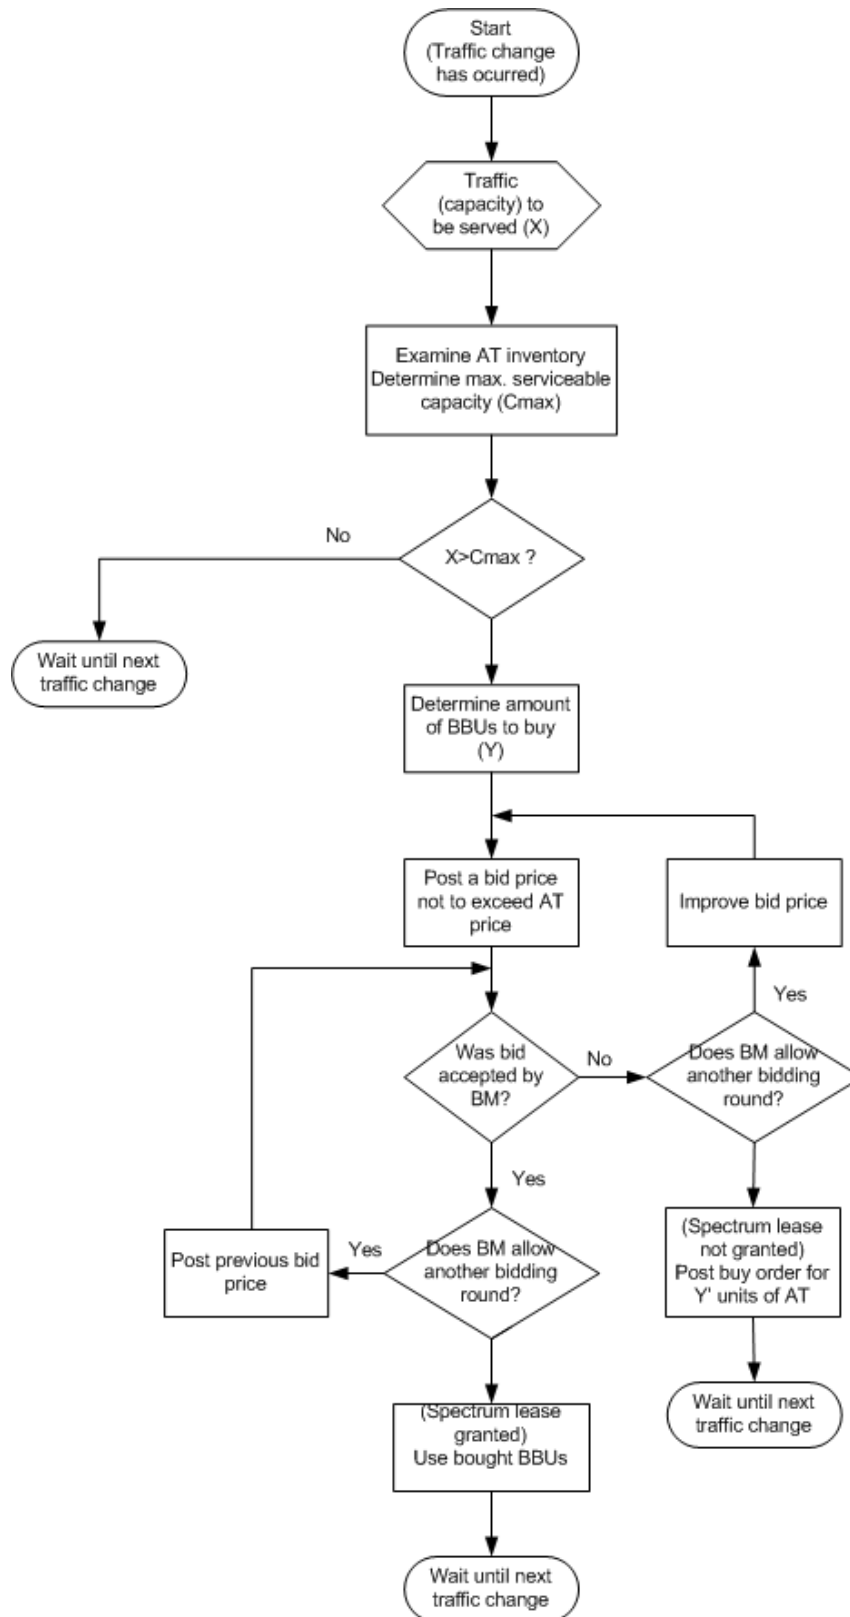 Start
(Traffic change
has ocurred)
Traffic
(capacity) to
be served (X)
Examine AT inventory
Determine max. serviceable
capacity (Cmax)
No
X>Cmax ?
Wait until next
traffic change
Determine amount
of BBUs to buy
(Y)
Post a bid price
not to exceed AT
price
Improve bid price
Yes
Was bid
accepted by
BM?
No
Does BM allow
another bidding
round?
Yes
(Spectrum lease
not granted)
Post buy order for
Y' units of AT
Post previous bid
price
Yes
Does BM allow
another bidding
round?
Wait until next
traffic change
(Spectrum lease
granted)
Use bought BBUs
Wait until next
traffic change